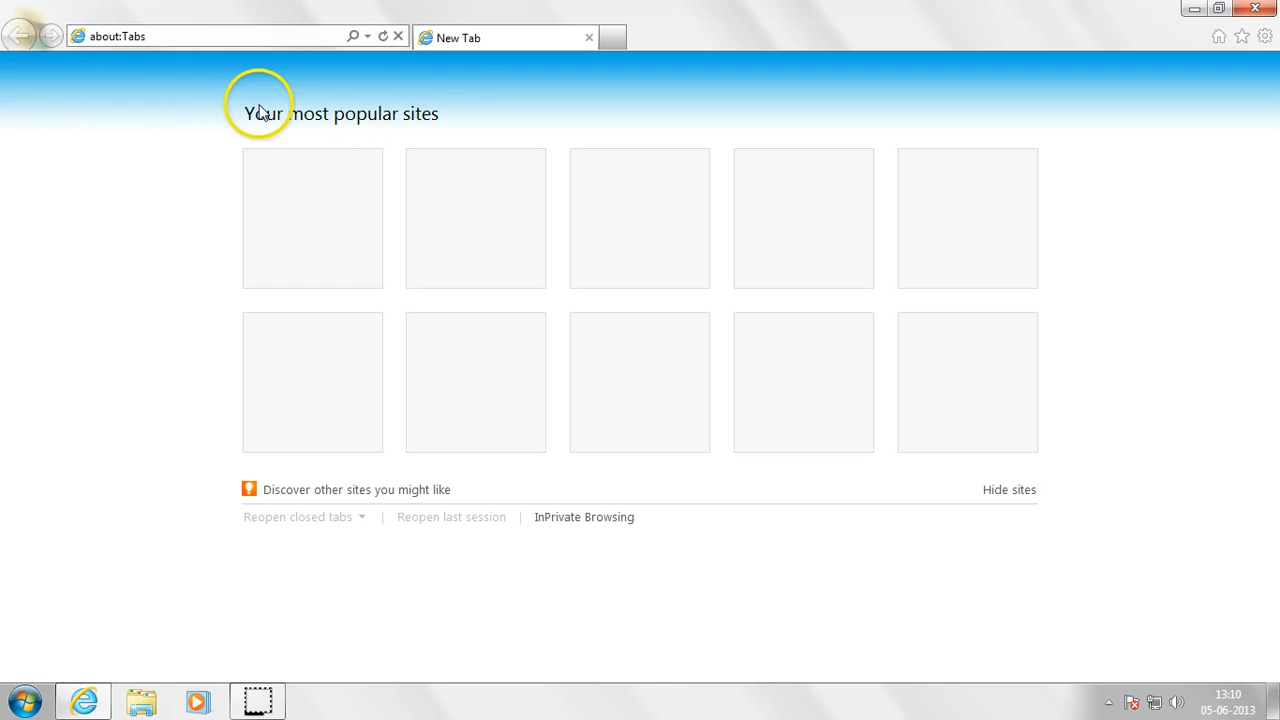 about:Tabs
New Tab
Your most popular sites
Discover other sites you might like
Hide sites
Reopen closed tabs
Reopen last session
InPrivate Browsing
13:10
05-06-2013